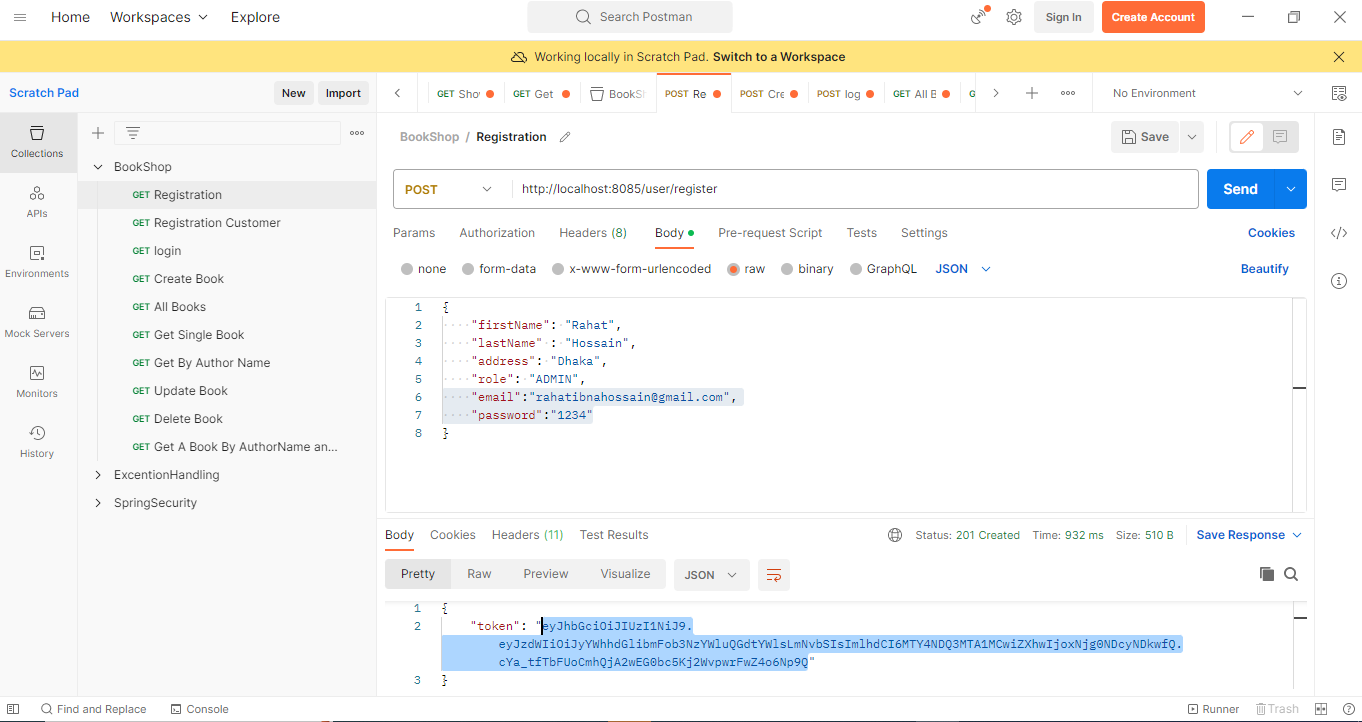 Home Workspaces Explore Search Postman Sign In Create Account
Working locally in Scratch Pad. Switch to a Workspace
Scratch Pad New Import
GET Sho GET Get BookS POST Re POST Cre POST log GET All B G No Environment
Collections
APIs
Environments
Mock Servers
Monitors
History
BookShop
GET Registration
GET Registration Customer
GET login
GET Create Book
GET All Books
GET Get Single Book
GET Get By Author Name
GET Update Book
GET Delete Book
GET Get A Book By AuthorName an...
ExcentionHandling
SpringSecurity
BookShop / Registration Save
POST http://localhost:8085/user/register Send
Params Authorization Headers (8) Body Pre-request Script Tests Settings Cookies
none form-data x-www-form-urlencoded raw binary GraphQL JSON Beautify
1 {
2 "firstName": "Rahat",
3 "lastName" : "Hossain",
4 "address": "Dhaka",
5 "role": "ADMIN",
6 "email":"rahatibnahossain@gmail.com",
7 "password":"1234"
8 }
Body Cookies Headers (11) Test Results Status: 201 Created Time: 932 ms Size: 510 B Save Response
Pretty Raw Preview Visualize JSON
1 {
2 "token": "eyJhbGciOiJIUzI1NiJ9.
eyJzdWIiOiJyYWhhdGlibmFob3NzYWluQGdtYWlsLmNvbSIsImlhdCI6MTY4NDQ3MTA1MCwiZXhwIjoxNjg0NDcyNDkwfQ.
cYa_tfTbFUoCmhQjA2wEG0bc5Kj2WvpwrFwZ4o6Np9Q"
3 }
Find and Replace Console Runner Trash